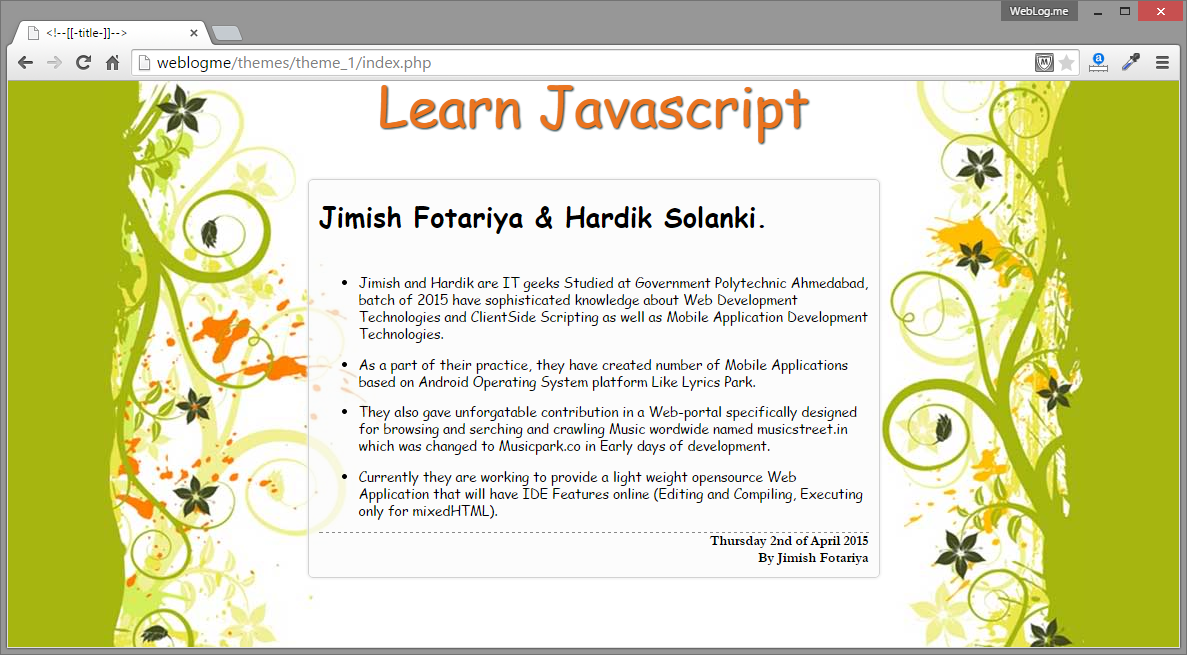 WebLog.me
<!--[[-title-]]-->
weblogme/themes/theme_1/index.php
Learn Javascript
Jimish Fotariya & Hardik Solanki.
• Jimish and Hardik are IT geeks Studied at Government Polytechnic Ahmedabad,
batch of 2015 have sophisticated knowledge about Web Development
Technologies and ClientSide Scripting as well as Mobile Application Development
Technologies.
• As a part of their practice, they have created number of Mobile Applications
based on Android Operating System platform Like Lyrics Park.
• They also gave unforgatable contribution in a Web-portal specifically designed
for browsing and serching and crawling Music wordwide named musicstreet.in
which was changed to Musicpark.co in Early days of development.
• Currently they are working to provide a light weight opensource Web
Application that will have IDE Features online (Editing and Compiling, Executing
only for mixedHTML).
Thursday 2nd of April 2015
By Jimish Fotariya